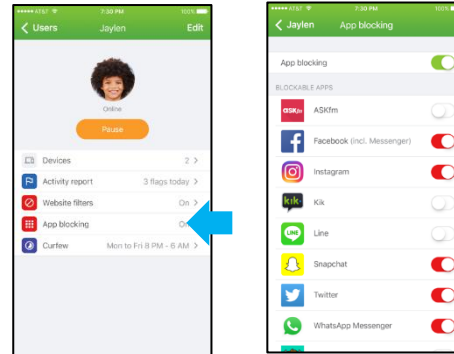 AT&T 7:30 PM 100%
Users Jaylen Edit
Online
Pause
Devices 2
Activity report 3 flags today
Website filters On
App blocking
Curfew Mon to Fri 8 PM - 6 AM
AT&T 7:30 PM 100%
Jaylen App blocking
App blocking
BLOCKABLE APPS
ASKfm ASKfm
Facebook (incl. Messenger)
Instagram
kik Kik
LINE Line
Snapchat
Twitter
WhatsApp Messenger